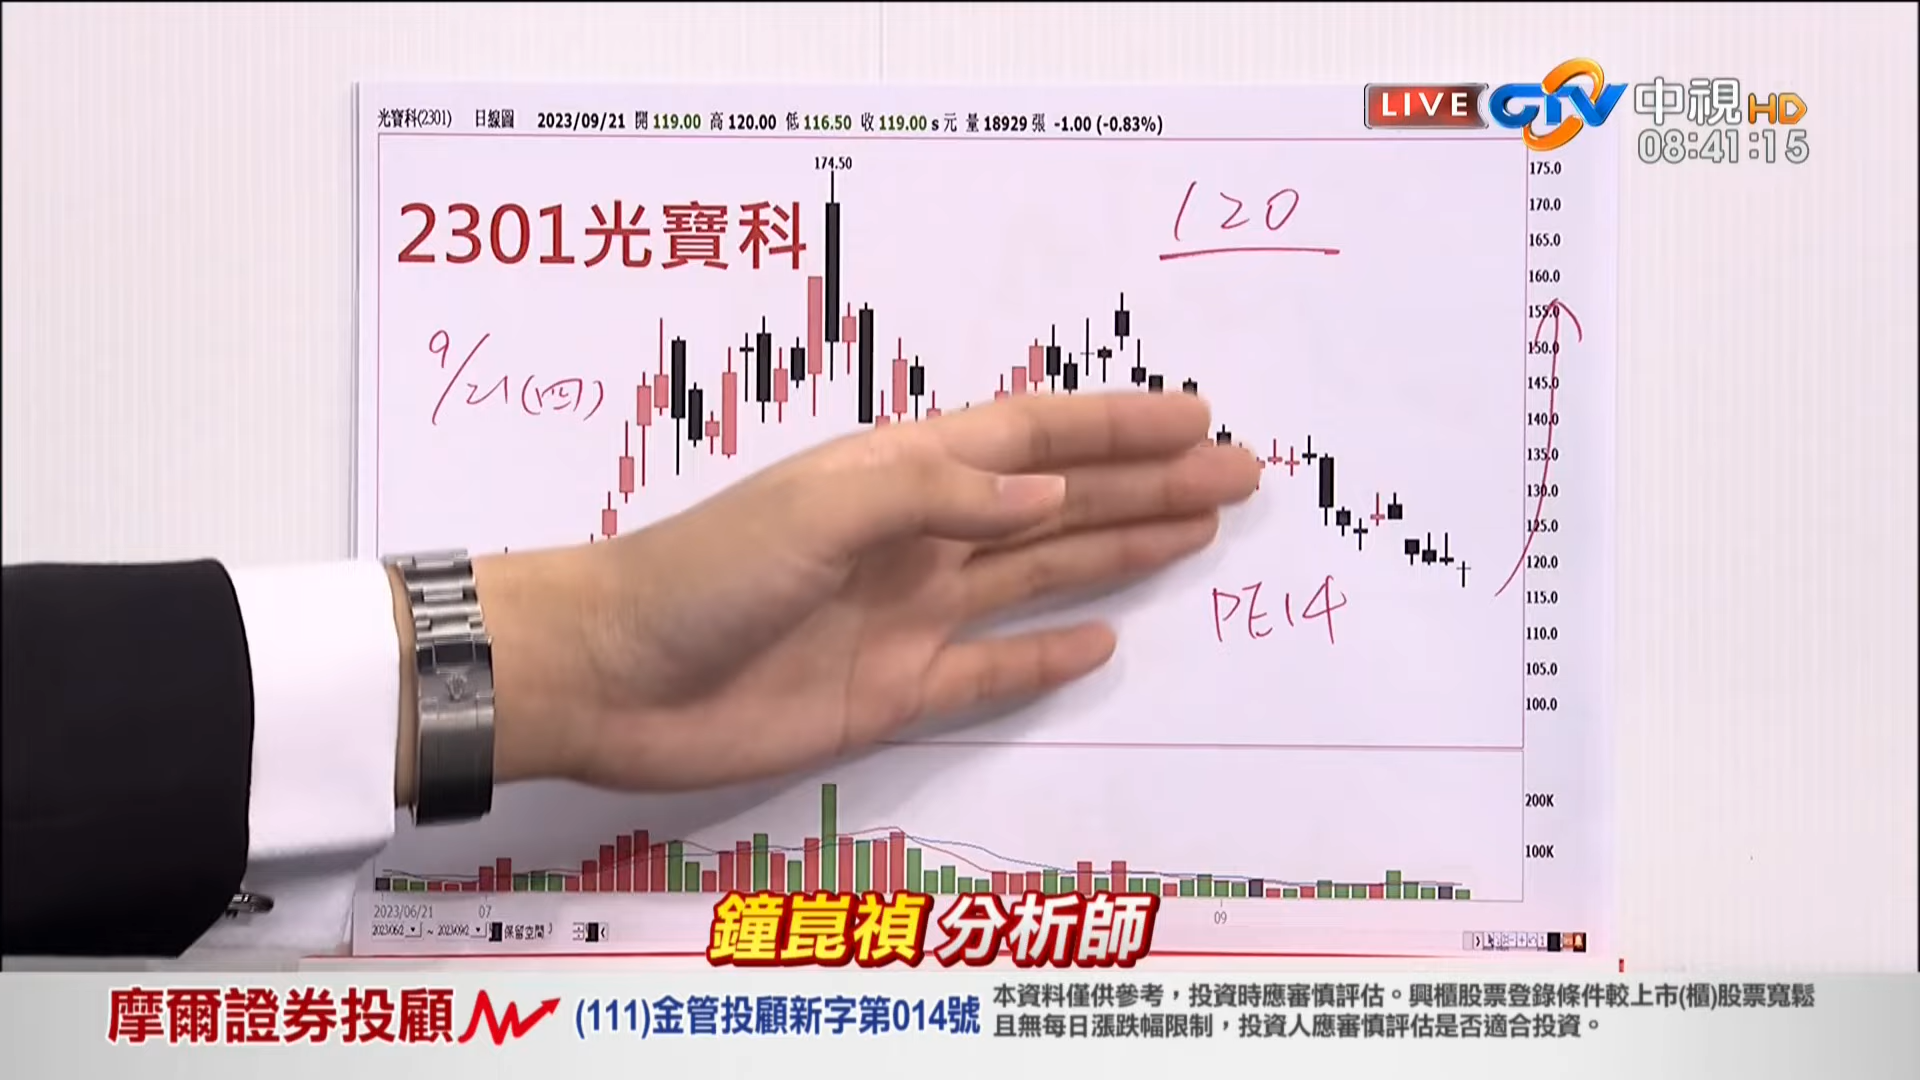 光寶科(2301) 日線圖 2023/09/21 開 119.00 高 120.00 低 116.50 收 119.00 s 元 量 18929 張 -1.00 (-0.83%)
LIVE CTV 中視 HD
08:41:15
174.50
2301光寶科
120
9/21(四)
PE14
175.0
170.0
165.0
160.0
155.0
150.0
145.0
140.0
135.0
130.0
125.0
120.0
115.0
110.0
105.0
100.0
200K
100K
2023/06/21 07 09
保留空間
鐘崑禎 分析師
摩爾證券投顧 (111)金管投顧新字第014號
本資料僅供參考，投資時應審慎評估。興櫃股票登錄條件較上市(櫃)股票寬鬆
且無每日漲跌幅限制，投資人應審慎評估是否適合投資。